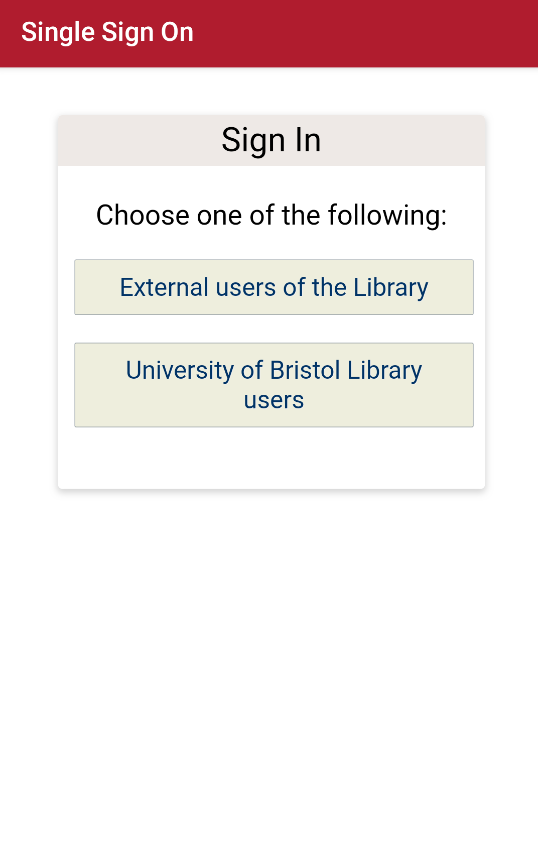 Single Sign On
Sign In
Choose one of the following:
External users of the Library
University of Bristol Library
users